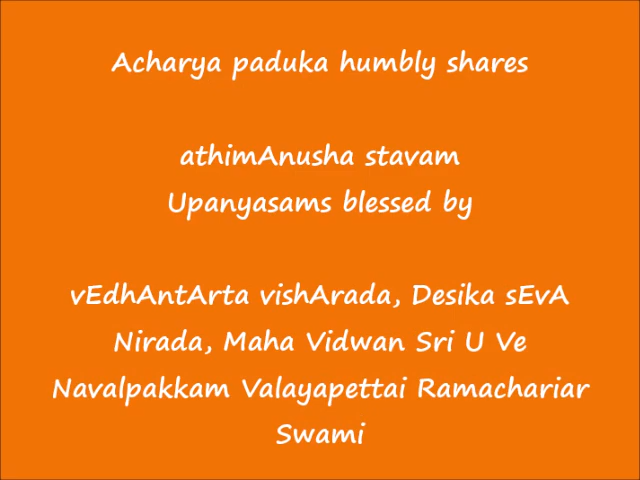 Acharya paduka humbly shares
athimAnusha stavam
Upanyasams blessed by
vEdhAntArta vishArada, Desika sEvA
Nirada, Maha Vidwan Sri U Ve
Navalpakkam Valayapettai Ramachariar
Swami